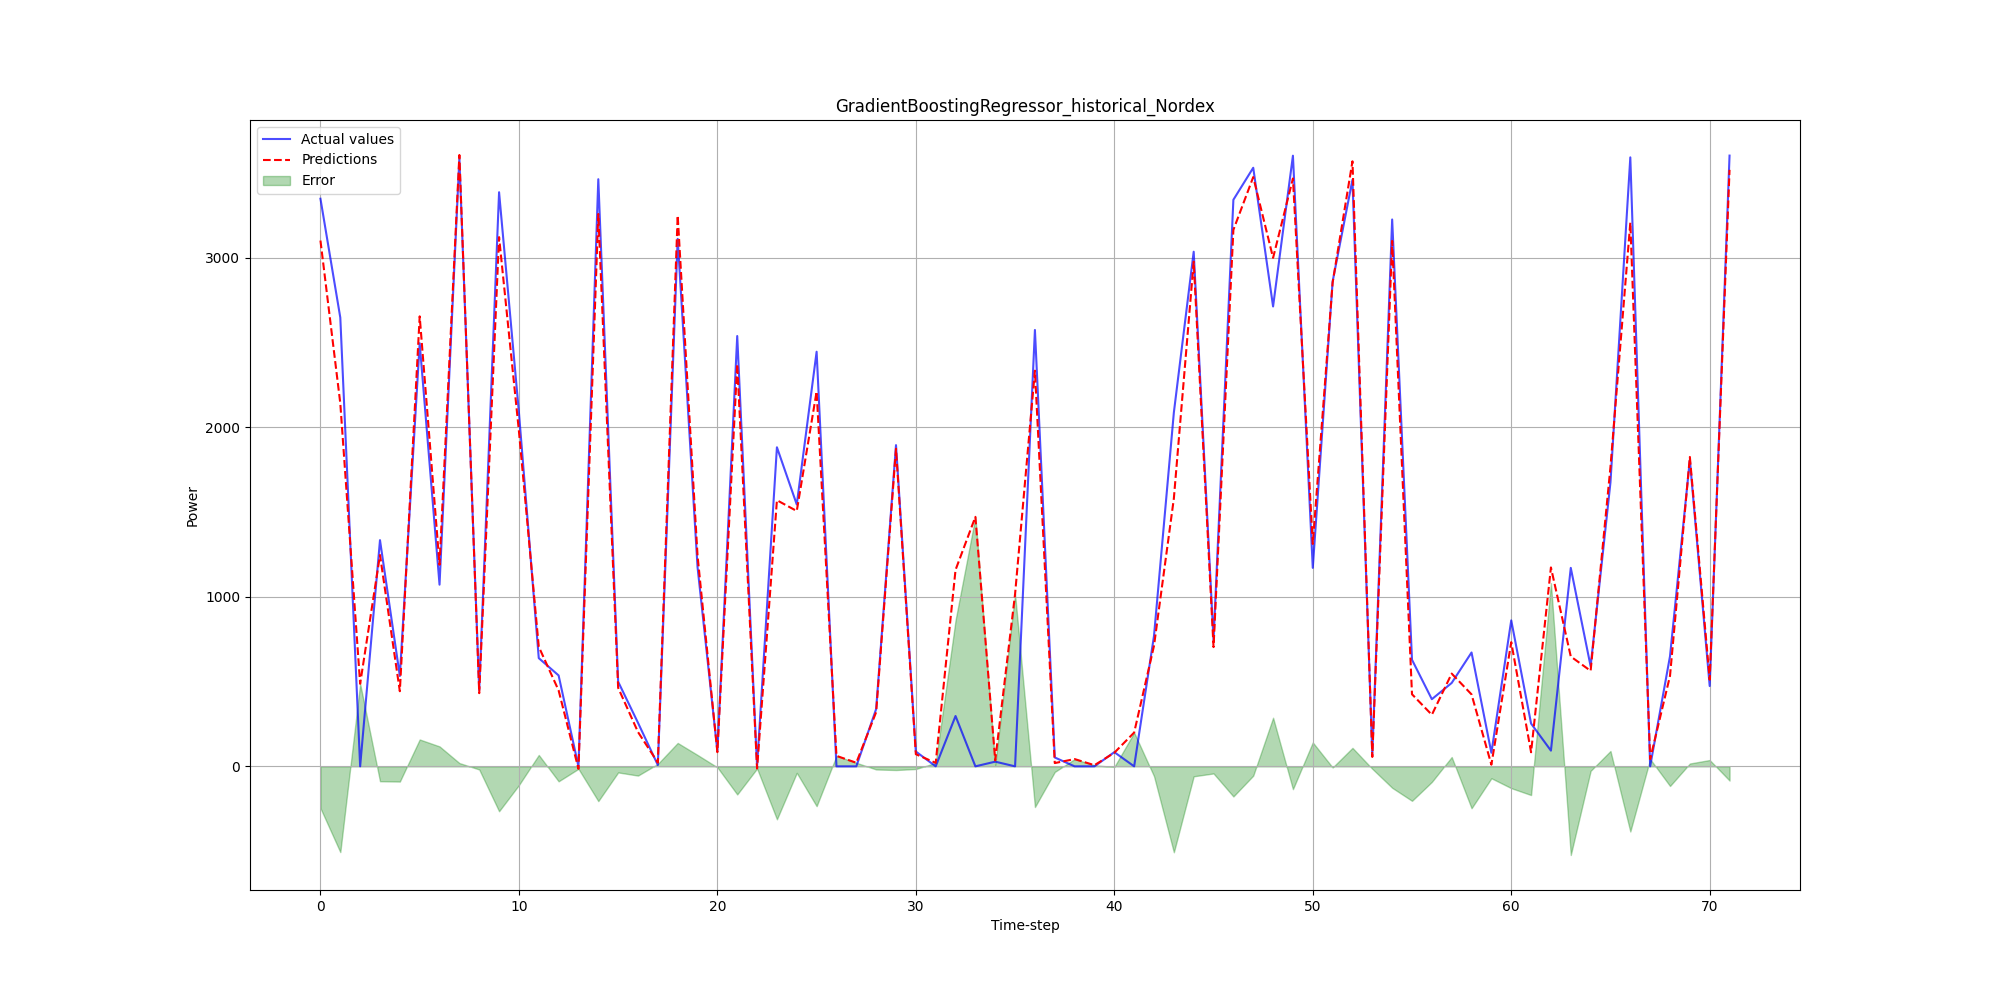 GradientBoostingRegressor_historical_Nordex
Actual values
Predictions
Error
Power
3000
2000
1000
0
0 10 20 30 40 50 60 70
Time-step